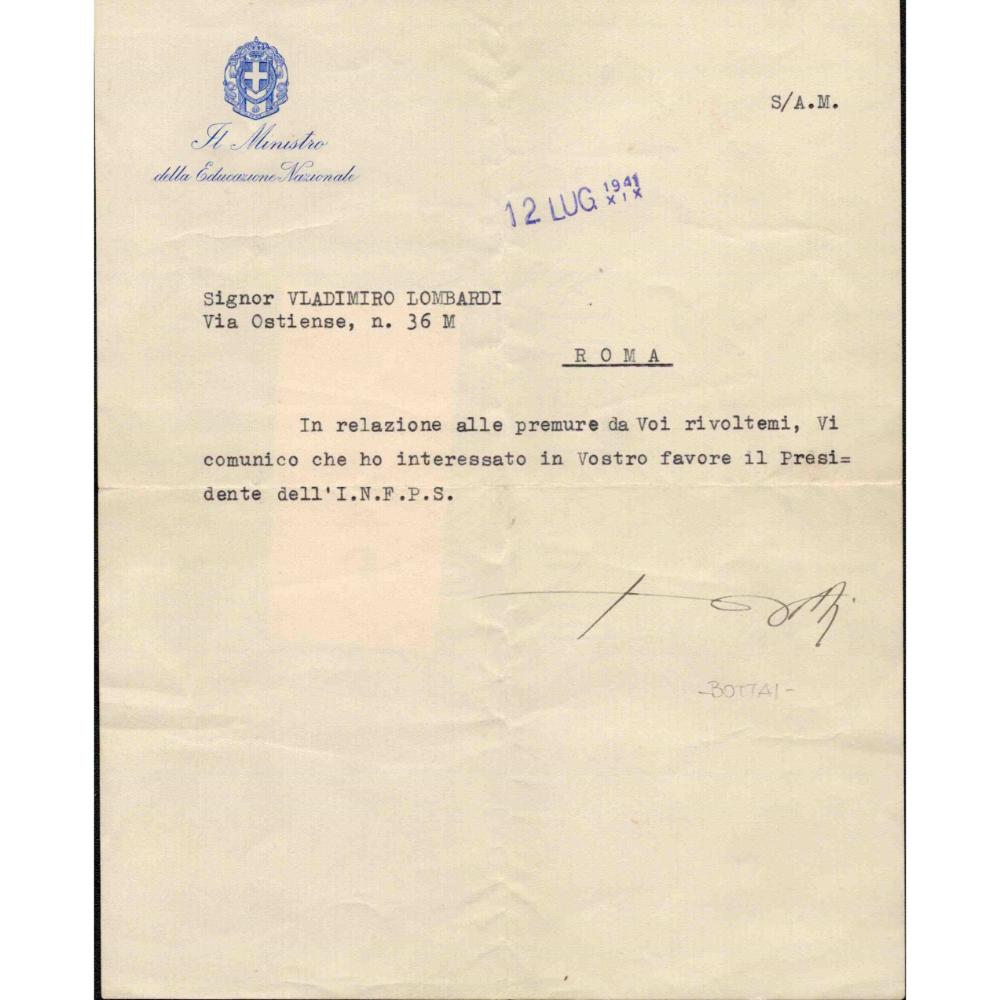 Il Ministro
della Educazione Nazionale
S/A.M.
12 LUG. 1941
XIX
Signor VLADIMIRO LOMBARDI
Via Ostiense, n. 36 M
ROMA
In relazione alle premure da Voi rivoltemi, Vi
comunico che ho interessato in Vostro favore il Presi=
dente dell'I.N.F.P.S.
-BOTTAI-